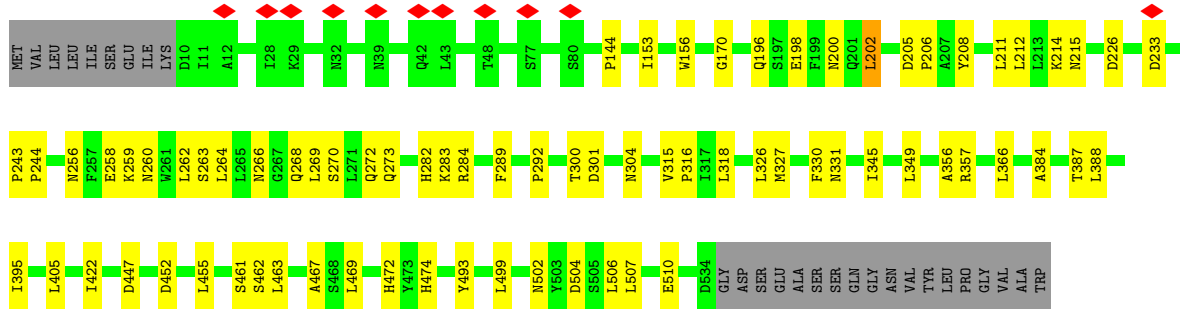 MET VAL LEU LEU ILE SER GLU ILE LYS D10 I11 A12 I28 K29 N32 N39 Q42 L43 T48 S77 S80 P144 I153 W156 G170 Q196 S197 E198 F199 N200 Q201 L202 D205 P206 A207 Y208 L211 L212 L213 K214 N215 D226 D233
P243 P244 N256 F257 E258 K259 N260 W261 L262 S263 L264 L265 N266 G267 Q268 L269 S270 L271 Q272 Q273 H282 K283 R284 F289 P292 T300 D301 N304 V315 P316 I317 L318 L326 M327 F330 N331 I345 L349 A356 R357 L366 A384 T387 L388
I395 L405 I422 D447 D452 L455 S461 S462 L463 A467 S468 L469 H472 Y473 H474 Y493 L499 N502 Y503 D504 S505 L506 L507 E510 D534 GLY ASP SER GLU ALA SER SER GLN GLY ASN VAL TYR LEU PRO GLY VAL ALA TRP